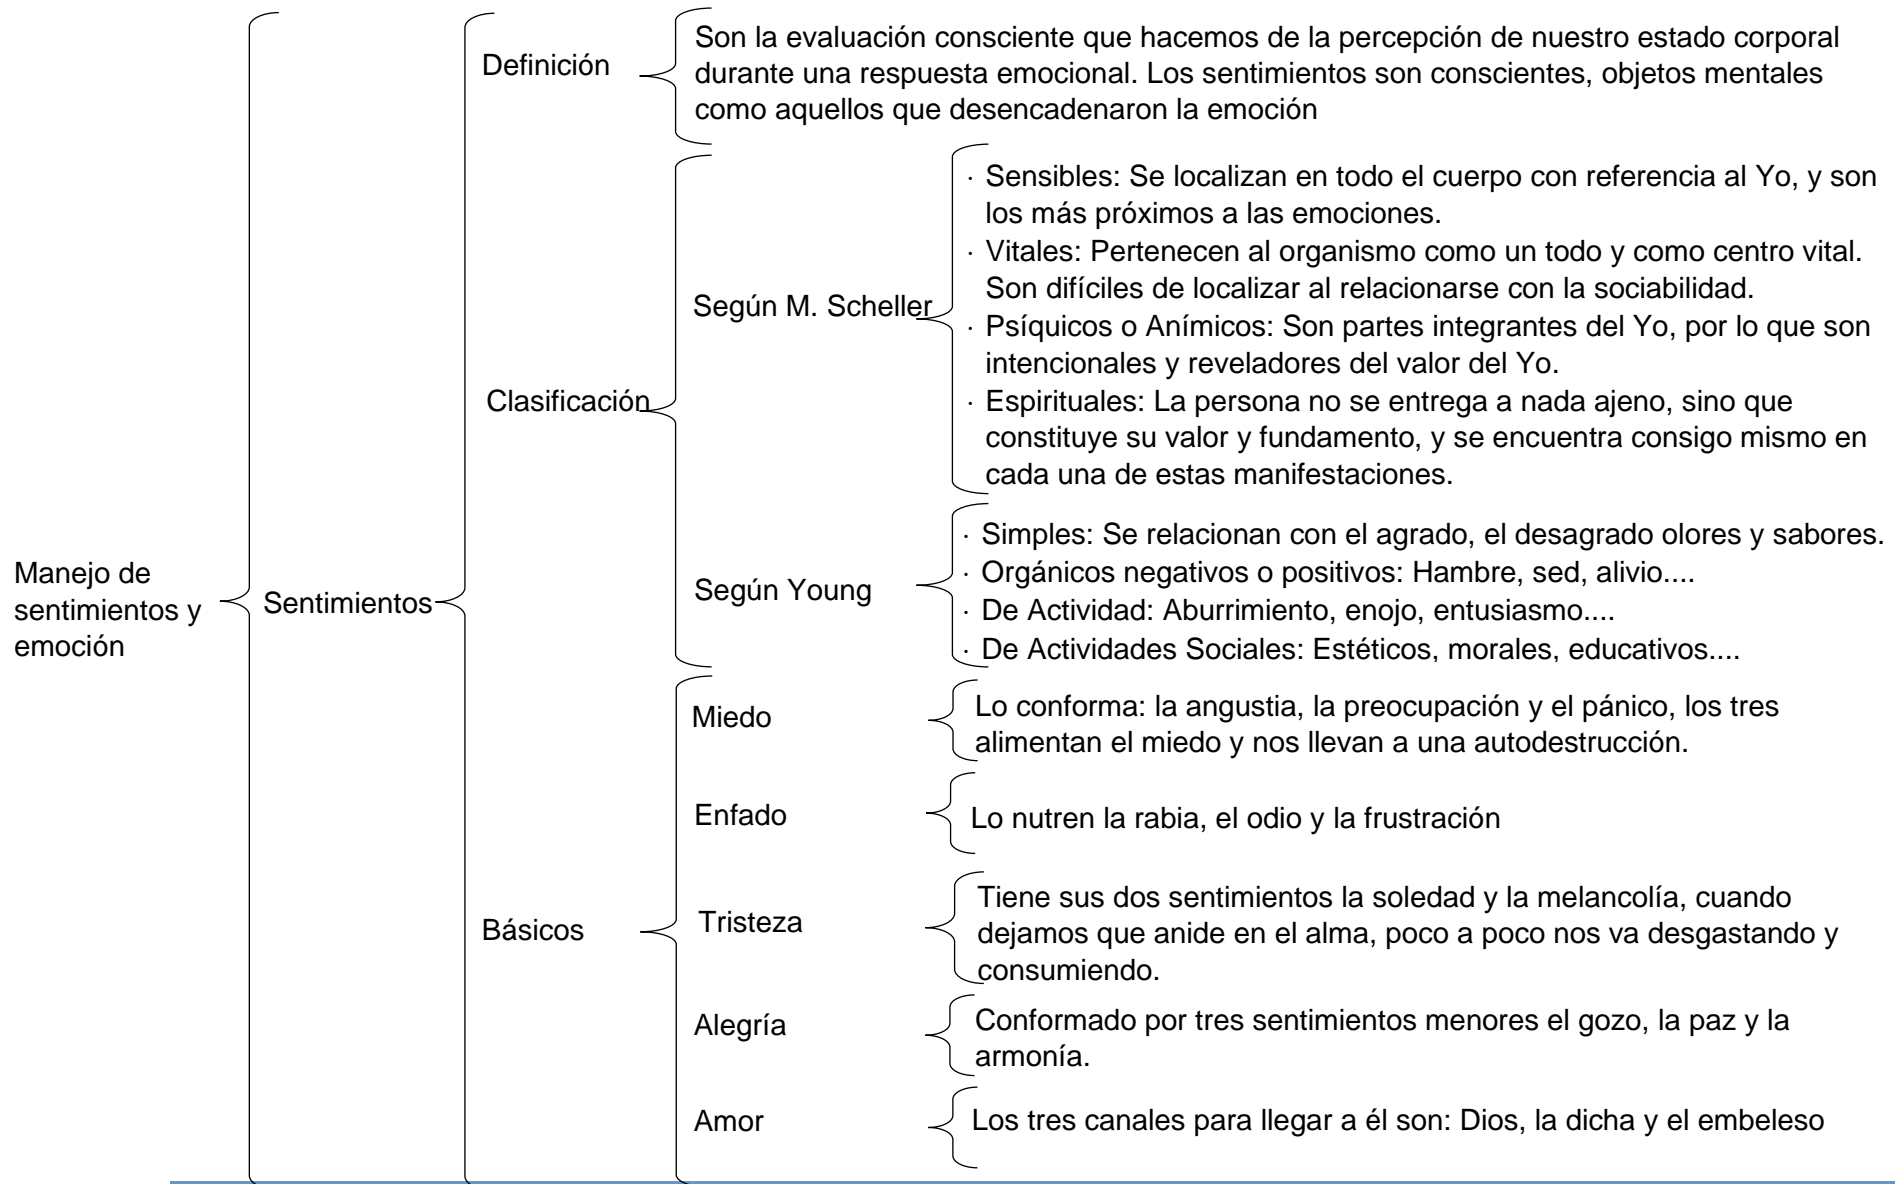 Manejo de
sentimientos y
emoción
Sentimientos
Definición
Son la evaluación consciente que hacemos de la percepción de nuestro estado corporal
durante una respuesta emocional. Los sentimientos son conscientes, objetos mentales
como aquellos que desencadenaron la emoción
Clasificación
Según M. Scheller
· Sensibles: Se localizan en todo el cuerpo con referencia al Yo, y son
los más próximos a las emociones.
· Vitales: Pertenecen al organismo como un todo y como centro vital.
Son difíciles de localizar al relacionarse con la sociabilidad.
· Psíquicos o Anímicos: Son partes integrantes del Yo, por lo que son
intencionales y reveladores del valor del Yo.
· Espirituales: La persona no se entrega a nada ajeno, sino que
constituye su valor y fundamento, y se encuentra consigo mismo en
cada una de estas manifestaciones.
Según Young
· Simples: Se relacionan con el agrado, el desagrado olores y sabores.
· Orgánicos negativos o positivos: Hambre, sed, alivio....
· De Actividad: Aburrimiento, enojo, entusiasmo....
· De Actividades Sociales: Estéticos, morales, educativos....
Básicos
Miedo
Lo conforma: la angustia, la preocupación y el pánico, los tres
alimentan el miedo y nos llevan a una autodestrucción.
Enfado
Lo nutren la rabia, el odio y la frustración
Tristeza
Tiene sus dos sentimientos la soledad y la melancolía, cuando
dejamos que anide en el alma, poco a poco nos va desgastando y
consumiendo.
Alegría
Conformado por tres sentimientos menores el gozo, la paz y la
armonía.
Amor
Los tres canales para llegar a él son: Dios, la dicha y el embeleso